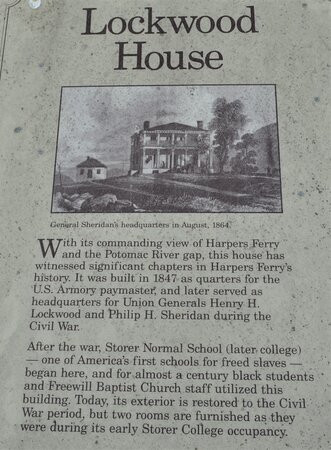 Lockwood
House
General Sheridan's headquarters in August, 1864.
With its commanding view of Harpers Ferry
and the Potomac River gap, this house has
witnessed significant chapters in Harpers Ferry's
history. It was built in 1847 as quarters for the
U.S. Armory paymaster, and later served as
headquarters for Union Generals Henry H.
Lockwood and Philip H. Sheridan during the
Civil War.
After the war, Storer Normal School (later college)
— one of America's first schools for freed slaves —
began here, and for almost a century black students
and Freewill Baptist Church staff utilized this
building. Today, its exterior is restored to the Civil
War period, but two rooms are furnished as they
were during its early Storer College occupancy.